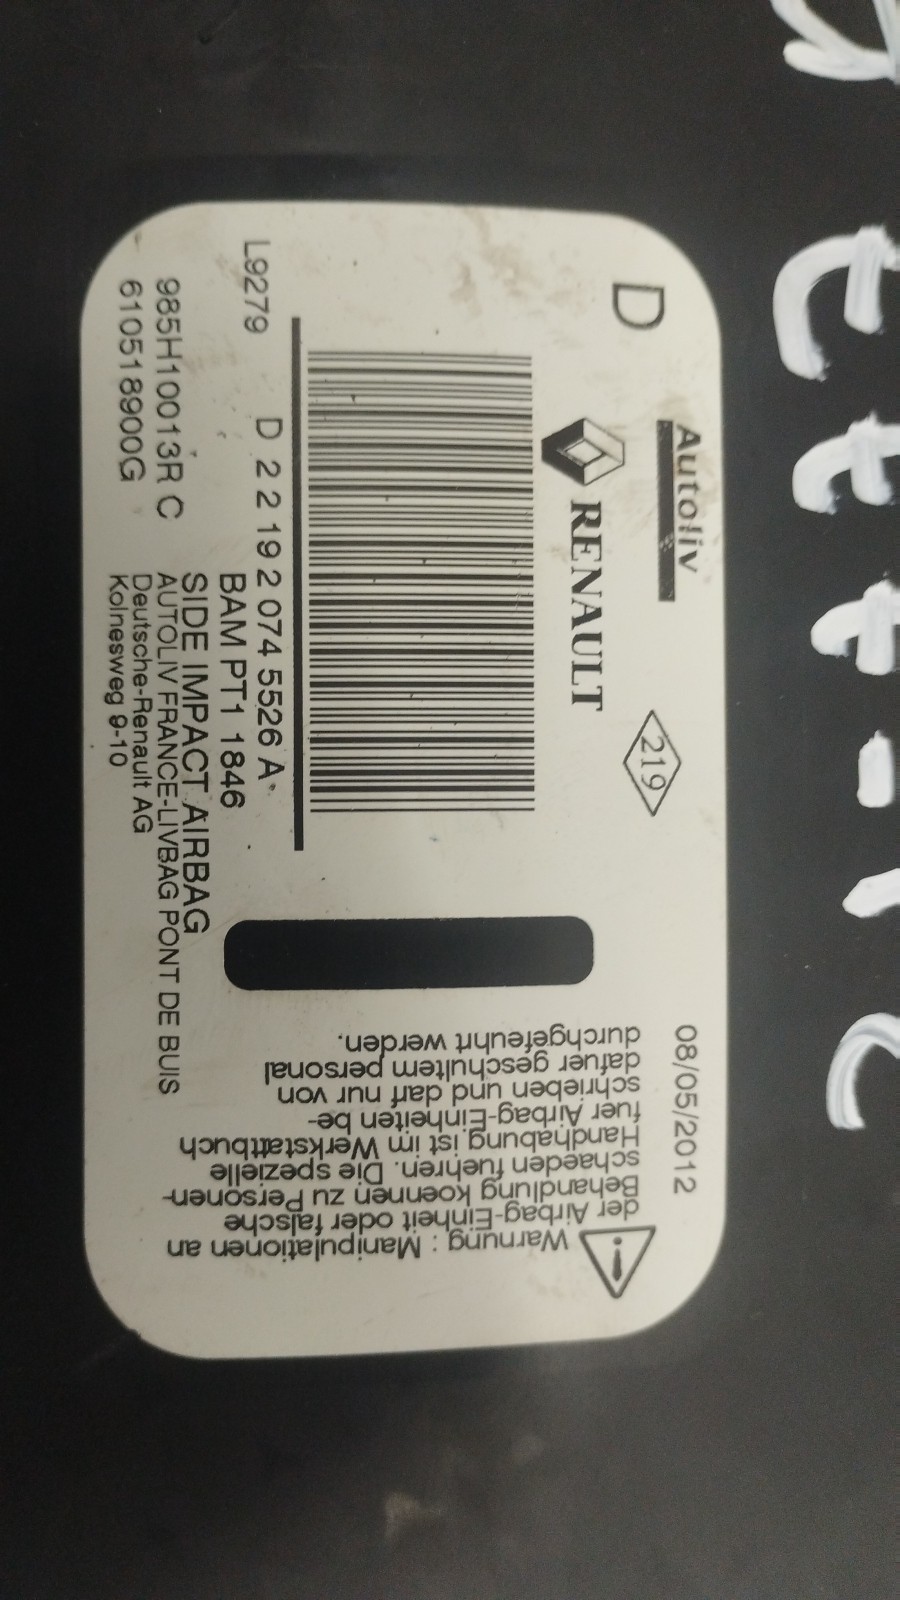 D
Autoliv
RENAULT
219
D 2 2 19 2 074 5526 A
L9279
BAM PT1 1846
SIDE IMPACT AIRBAG
985H10013R C
AUTOLIV FRANCE-LIVBAG PONT DE BUIS
610518900G
Deutsche-Renault AG
Kolnesweg 9-10
08/05/2012
Warnung : Manipulationen an
der Airbag-Einheit oder falsche
Behandlung koennen zu Personen-
schaeden fuehren. Die spezielle
Handhabung ist im Werkstattbuch
fuer Airbag-Einheiten be-
schrieben und darf nur von
dafuer geschultem personal
durchgefeuhrt werden.